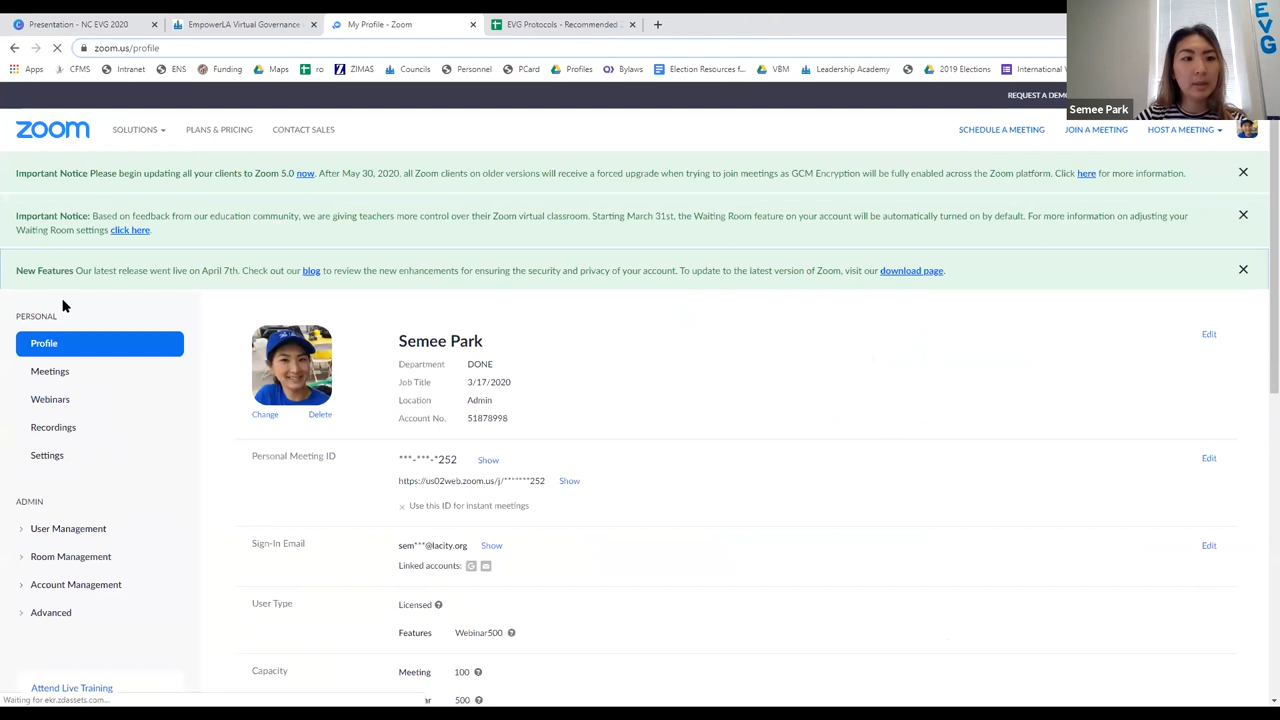 Presentation - NC EVG 2020
EmpowerLA Virtual Governance
My Profile - Zoom
EVG Protocols - Recommended
zoom.us/profile
Apps CFMS Intranet ENS Funding Maps ro ZIMAS Councils Personnel PCard Profiles Bylaws Election Resources f... VBM Leadership Academy 2019 Elections International V
EVG
Semee Park
REQUEST A DEMO
zoom SOLUTIONS PLANS & PRICING CONTACT SALES SCHEDULE A MEETING JOIN A MEETING HOST A MEETING
Important Notice Please begin updating all your clients to Zoom 5.0 now. After May 30, 2020, all Zoom clients on older versions will receive a forced upgrade when trying to join meetings as GCM Encryption will be fully enabled across the Zoom platform. Click here for more information.
Important Notice: Based on feedback from our education community, we are giving teachers more control over their Zoom virtual classroom. Starting March 31st, the Waiting Room feature on your account will be automatically turned on by default. For more information on adjusting your
Waiting Room settings click here.
New Features Our latest release went live on April 7th. Check out our blog to review the new enhancements for ensuring the security and privacy of your account. To update to the latest version of Zoom, visit our download page.
PERSONAL
Profile
Meetings
Webinars
Recordings
Settings
ADMIN
User Management
Room Management
Account Management
Advanced
Attend Live Training
Waiting for ekr.zdassets.com...
Change Delete
Semee Park
Edit
Department DONE
Job Title 3/17/2020
Location Admin
Account No. 51878998
Personal Meeting ID ***-***-*252 Show Edit
https://us02web.zoom.us/j/*******252 Show
Use this ID for instant meetings
Sign-In Email sem***@lacity.org Show Edit
Linked accounts:
User Type Licensed
Features Webinar500
Capacity Meeting 100
ar 500